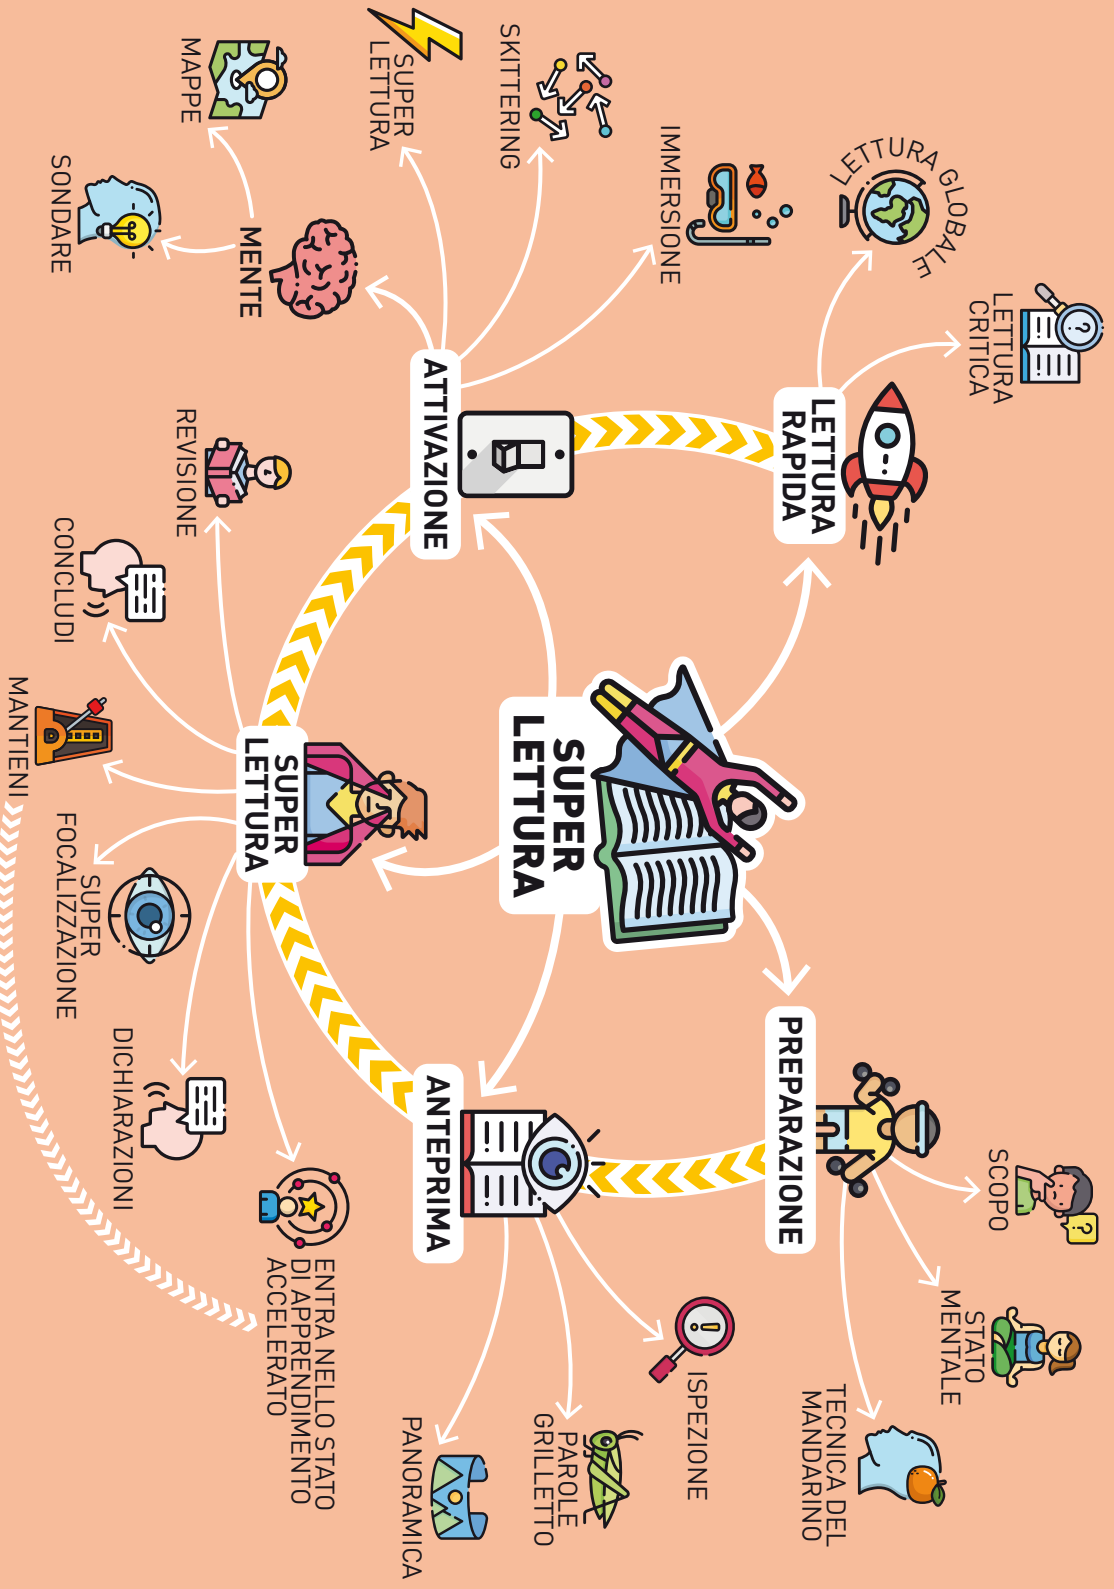 SUPER
LETTURA
PREPARAZIONE
SCOPO
STATO
MENTALE
TECNICA DEL
MANDARINO
ANTEPRIMA
ISPEZIONE
PAROLE
GRILLETTO
PANORAMICA
SUPER
LETTURA
ENTRA NELLO STATO
DI APPRENDIMENTO
ACCELERATO
DICHIARAZIONI
SUPER
FOCALIZZAZIONE
MANTIENI
CONCLUDI
REVISIONE
ATTIVAZIONE
MENTE
SONDARE
MAPPE
SUPER
LETTURA
SKITTERING
IMMERSIONE
LETTURA
RAPIDA
LETTURA GLOBALE
LETTURA
CRITICA
?
?
!